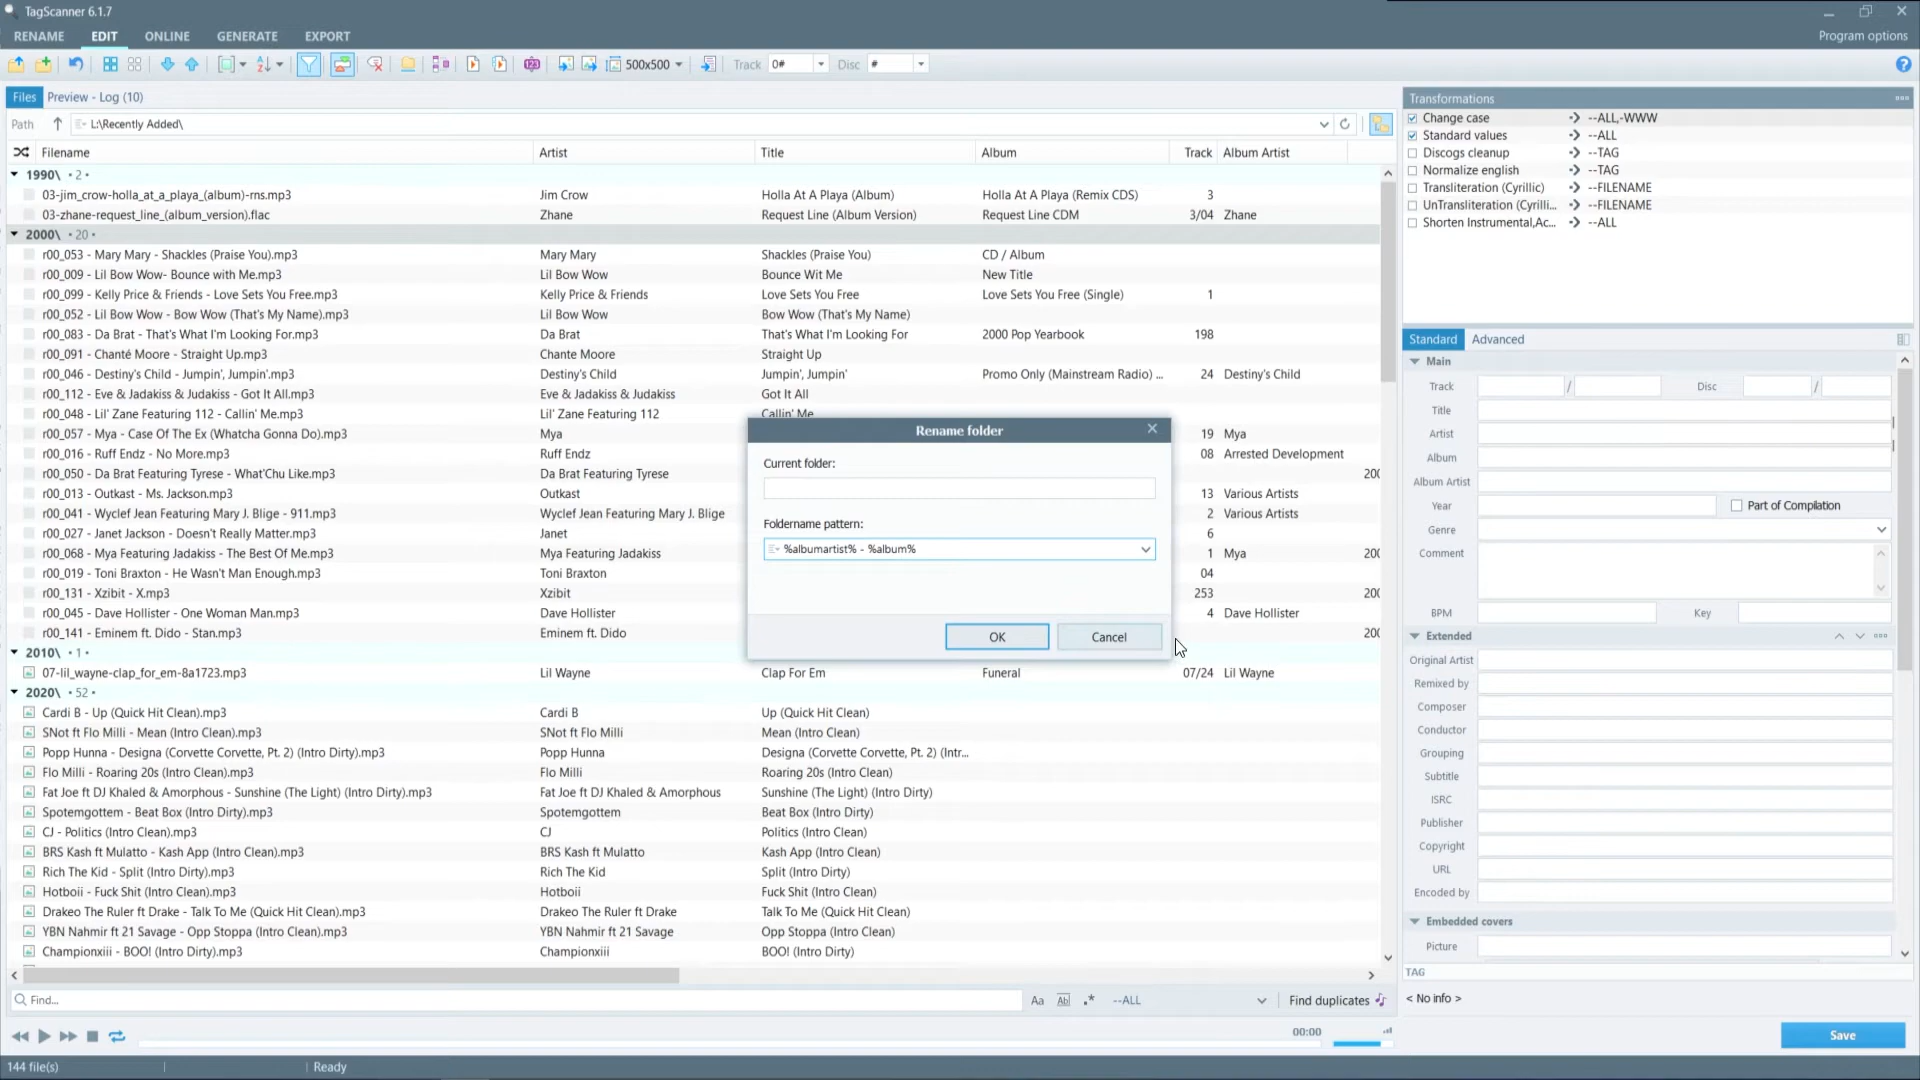 TagScanner 6.1.7
RENAME EDIT ONLINE GENERATE EXPORT Program options
500x500 Track 0# Disc #
Files Preview - Log (10)
Path L:\Recently Added\
Filename Artist Title Album Track Album Artist
1990\ • 2 •
03-jim_crow-holla_at_a_playa_(album)-rns.mp3 Jim Crow Holla At A Playa (Album) Holla At A Playa (Remix CDS) 3
03-zhane-request_line_(album_version).flac Zhane Request Line (Album Version) Request Line CDM 3/04 Zhane
2000\ • 20 •
r00_053 - Mary Mary - Shackles (Praise You).mp3 Mary Mary Shackles (Praise You) CD / Album
r00_009 - Lil Bow Wow- Bounce with Me.mp3 Lil Bow Wow Bounce Wit Me New Title
r00_099 - Kelly Price & Friends - Love Sets You Free.mp3 Kelly Price & Friends Love Sets You Free Love Sets You Free (Single) 1
r00_052 - Lil Bow Wow - Bow Wow (That's My Name).mp3 Lil Bow Wow Bow Wow (That's My Name)
r00_083 - Da Brat - That's What I'm Looking For.mp3 Da Brat That's What I'm Looking For 2000 Pop Yearbook 198
r00_091 - Chanté Moore - Straight Up.mp3 Chante Moore Straight Up
r00_046 - Destiny's Child - Jumpin', Jumpin'.mp3 Destiny's Child Jumpin', Jumpin' Promo Only (Mainstream Radio) ... 24 Destiny's Child
r00_112 - Eve & Jadakiss & Judakiss - Got It All.mp3 Eve & Jadakiss & Judakiss Got It All
r00_048 - Lil' Zane Featuring 112 - Callin' Me.mp3 Lil' Zane Featuring 112 Callin' Me
r00_057 - Mya - Case Of The Ex (Whatcha Gonna Do).mp3 Mya 19 Mya
r00_016 - Ruff Endz - No More.mp3 Ruff Endz 08 Arrested Development
r00_050 - Da Brat Featuring Tyrese - What'Chu Like.mp3 Da Brat Featuring Tyrese 200
r00_013 - Outkast - Ms. Jackson.mp3 Outkast 13 Various Artists
r00_041 - Wyclef Jean Featuring Mary J. Blige - 911.mp3 Wyclef Jean Featuring Mary J. Blige 2 Various Artists
r00_027 - Janet Jackson - Doesn't Really Matter.mp3 Janet 6
r00_068 - Mya Featuring Jadakiss - The Best Of Me.mp3 Mya Featuring Jadakiss 1 Mya 200
r00_019 - Toni Braxton - He Wasn't Man Enough.mp3 Toni Braxton 04
r00_131 - Xzibit - X.mp3 Xzibit 253 200
r00_045 - Dave Hollister - One Woman Man.mp3 Dave Hollister 4 Dave Hollister
r00_141 - Eminem ft. Dido - Stan.mp3 Eminem ft. Dido 200
2010\ • 1 •
07-lil_wayne-clap_for_em-8a1723.mp3 Lil Wayne Clap For Em Funeral 07/24 Lil Wayne
2020\ • 52 •
Cardi B - Up (Quick Hit Clean).mp3 Cardi B Up (Quick Hit Clean)
SNot ft Flo Milli - Mean (Intro Clean).mp3 SNot ft Flo Milli Mean (Intro Clean)
Popp Hunna - Designa (Corvette Corvette, Pt. 2) (Intro Dirty).mp3 Popp Hunna Designa (Corvette Corvette, Pt. 2) (Intr...
Flo Milli - Roaring 20s (Intro Clean).mp3 Flo Milli Roaring 20s (Intro Clean)
Fat Joe ft DJ Khaled & Amorphous - Sunshine (The Light) (Intro Dirty).mp3 Fat Joe ft DJ Khaled & Amorphous Sunshine (The Light) (Intro Dirty)
Spotemgottem - Beat Box (Intro Dirty).mp3 Spotemgottem Beat Box (Intro Dirty)
CJ - Politics (Intro Clean).mp3 CJ Politics (Intro Clean)
BRS Kash ft Mulatto - Kash App (Intro Clean).mp3 BRS Kash ft Mulatto Kash App (Intro Clean)
Rich The Kid - Split (Intro Dirty).mp3 Rich The Kid Split (Intro Dirty)
Hotboii - Fuck Shit (Intro Clean).mp3 Hotboii Fuck Shit (Intro Clean)
Drakeo The Ruler ft Drake - Talk To Me (Quick Hit Clean).mp3 Drakeo The Ruler ft Drake Talk To Me (Quick Hit Clean)
YBN Nahmir ft 21 Savage - Opp Stoppa (Intro Clean).mp3 YBN Nahmir ft 21 Savage Opp Stoppa (Intro Clean)
Championxiii - BOO! (Intro Dirty).mp3 Championxiii BOO! (Intro Dirty)
Find... Aa Ab .* --ALL Find duplicates
00:00
144 file(s) Ready
Rename folder
Current folder:
Foldername pattern:
%albumartist% - %album%
OK Cancel
Transformations
Change case --ALL,-WWW
Standard values --ALL
Discogs cleanup --TAG
Normalize english --TAG
Transliteration (Cyrillic) --FILENAME
UnTransliteration (Cyrilli... --FILENAME
Shorten Instrumental,Ac... --ALL
Standard Advanced
Main
Track / Disc /
Title
Artist
Album
Album Artist
Year Part of Compilation
Genre
Comment
BPM Key
Extended
Original Artist
Remixed by
Composer
Conductor
Grouping
Subtitle
ISRC
Publisher
Copyright
URL
Encoded by
Embedded covers
Picture
TAG
< No info >
Save